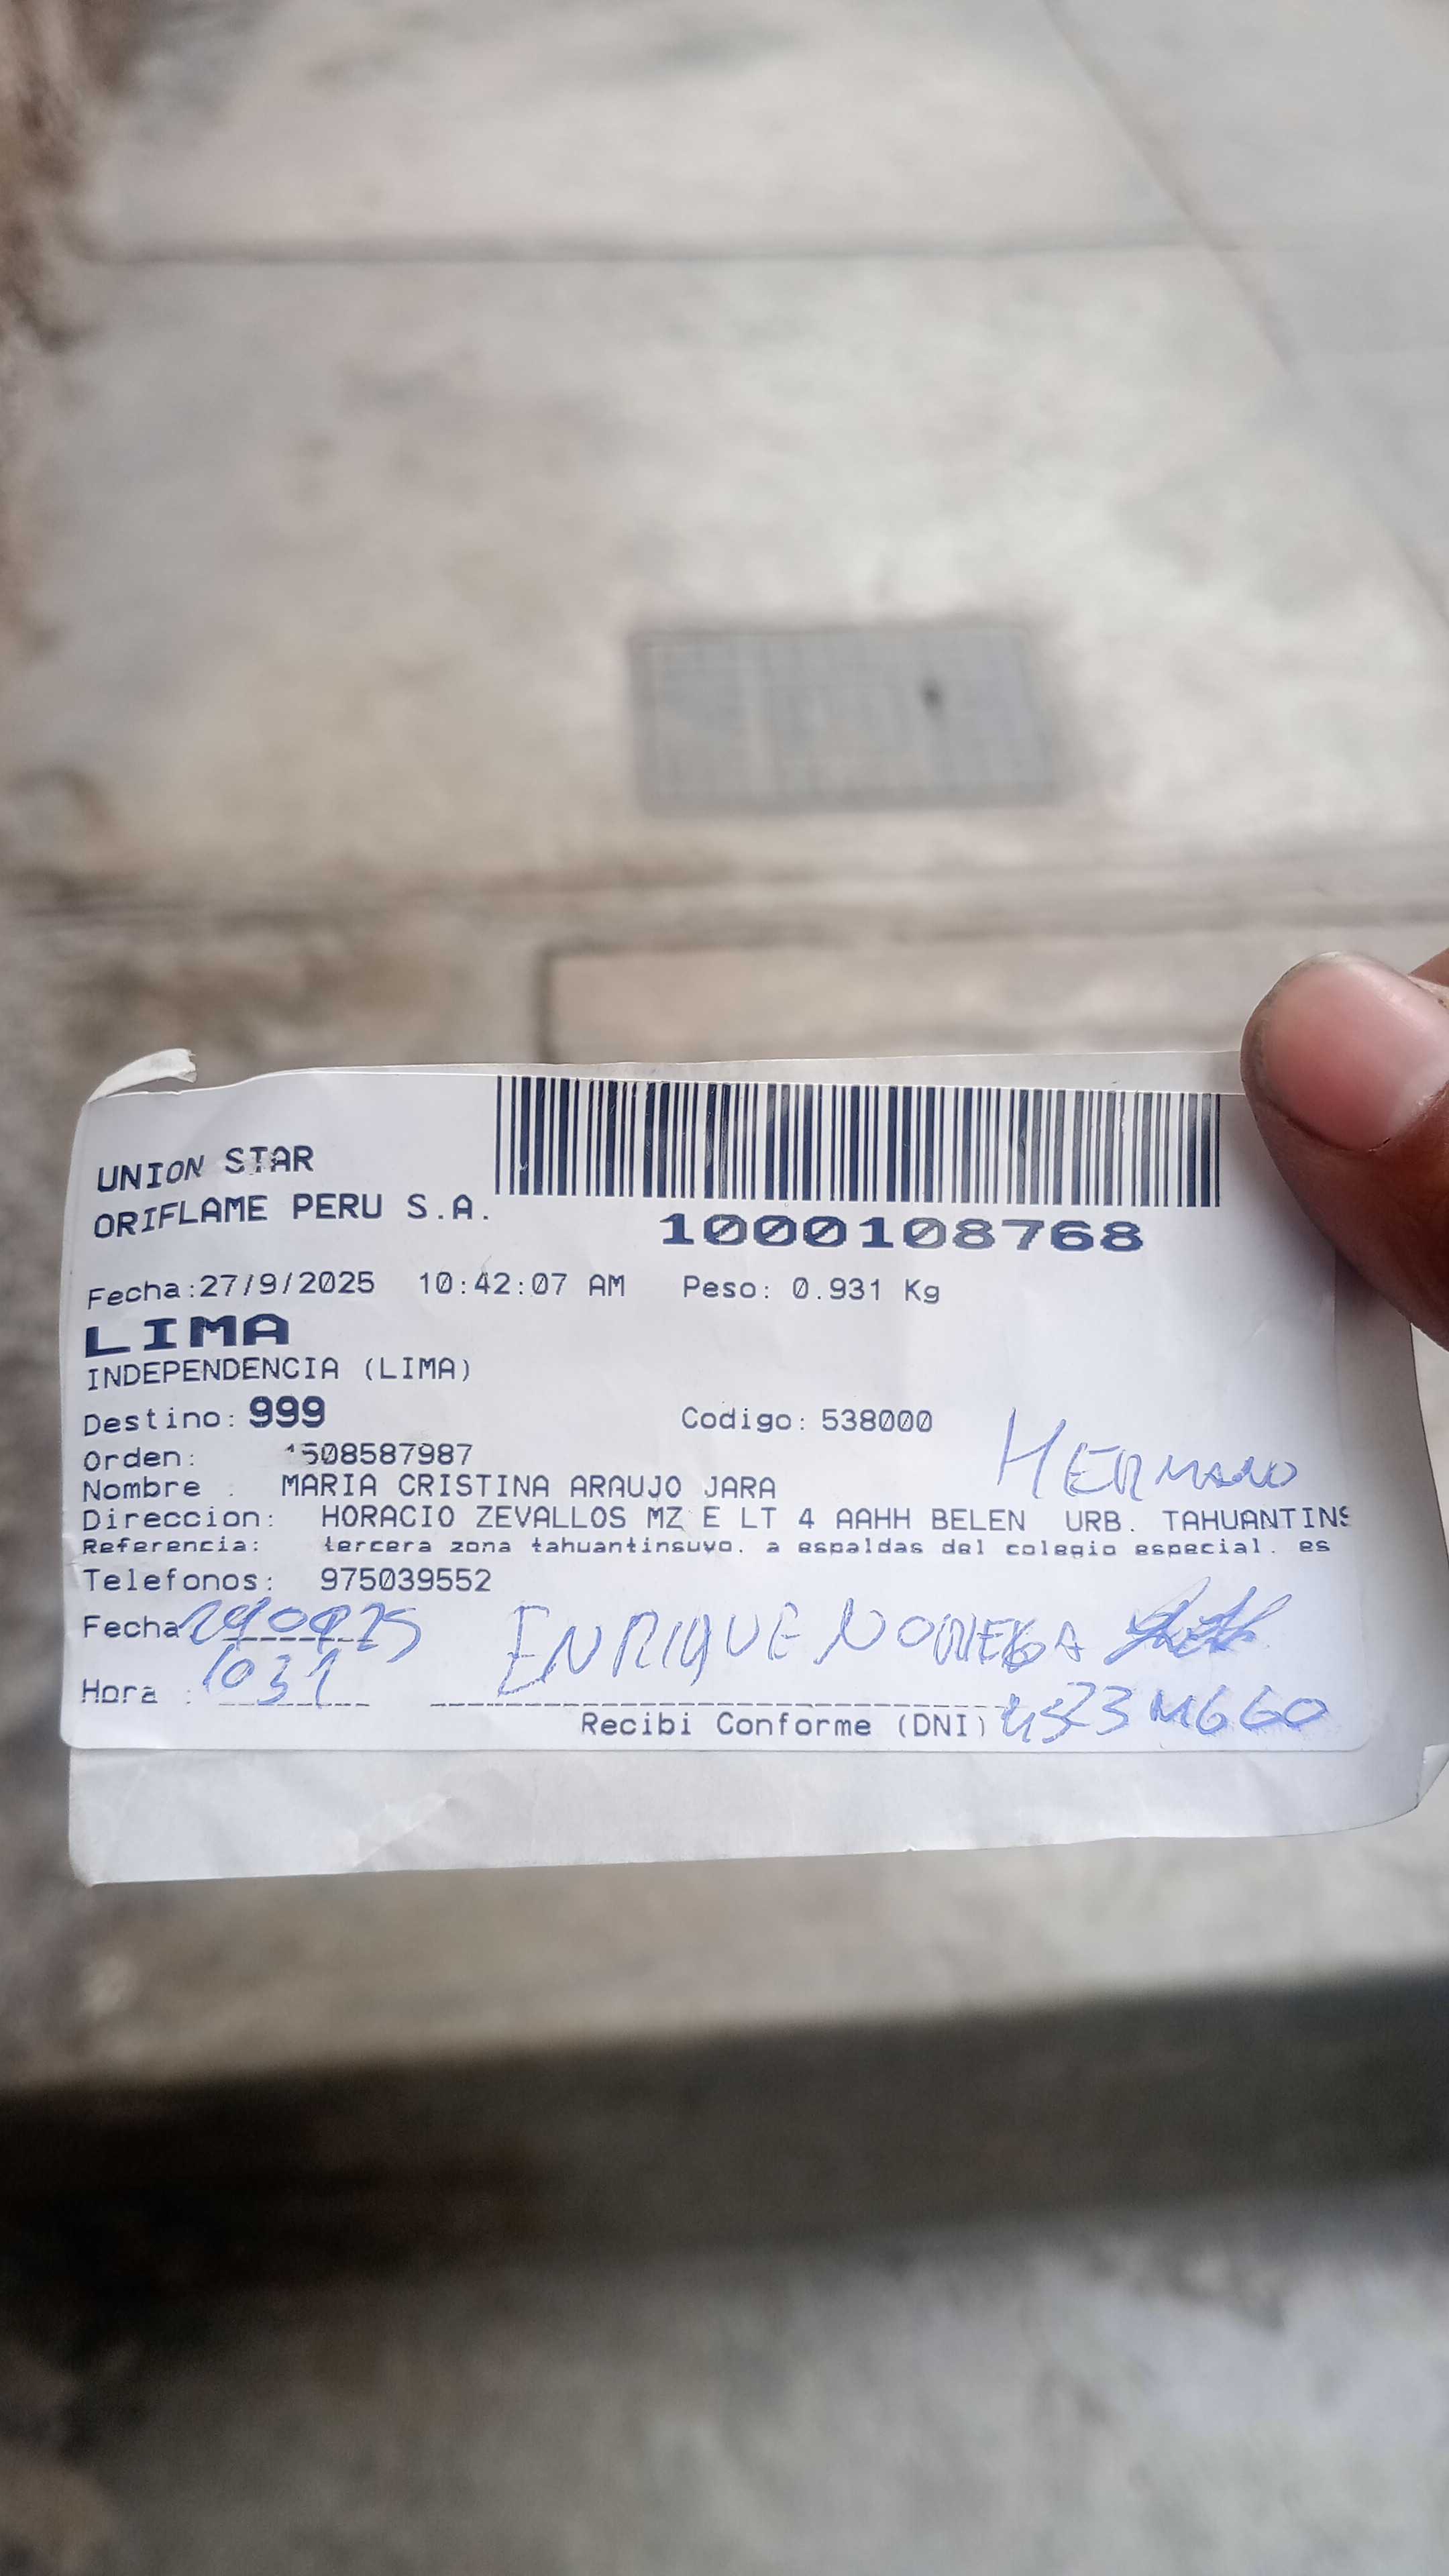 UNION STAR
ORIFLAME PERU S.A.
1000108768
Fecha:27/9/2025 10:42:07 AM Peso: 0.931 Kg
LIMA
INDEPENDENCIA (LIMA)
Destino: 999 Codigo: 538000
HERMANO
Orden: 1508587987
Nombre : MARIA CRISTINA ARAUJO JARA
Direccion: HORACIO ZEVALLOS MZ E LT 4 AAHH BELEN URB. TAHUANTINS
Referencia: tercera zona tahuantinsuyo. a espaldas del colegio especial. es
Telefonos: 975039552
Fecha 290925 ENRIQUE NORIEGA
Hora : 1031
Recibi Conforme (DNI)